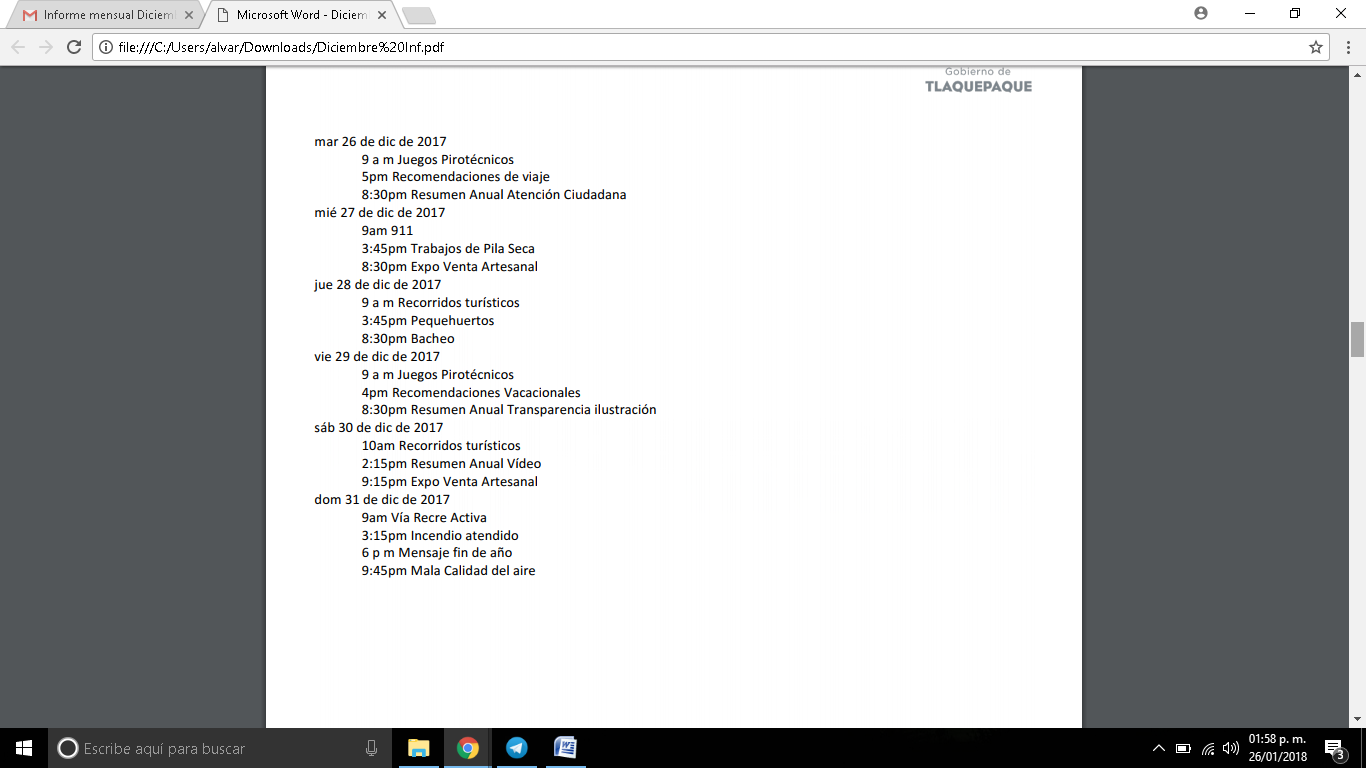 Informe mensual Diciem
Microsoft Word - Diciem
file:///C:/Users/alvar/Downloads/Diciembre%20Inf.pdf
Gobierno de
TLAQUEPAQUE
mar 26 de dic de 2017
9 a m Juegos Pirotécnicos
5pm Recomendaciones de viaje
8:30pm Resumen Anual Atención Ciudadana
mié 27 de dic de 2017
9am 911
3:45pm Trabajos de Pila Seca
8:30pm Expo Venta Artesanal
jue 28 de dic de 2017
9 a m Recorridos turísticos
3:45pm Pequehuertos
8:30pm Bacheo
vie 29 de dic de 2017
9 a m Juegos Pirotécnicos
4pm Recomendaciones Vacacionales
8:30pm Resumen Anual Transparencia ilustración
sáb 30 de dic de 2017
10am Recorridos turísticos
2:15pm Resumen Anual Vídeo
9:15pm Expo Venta Artesanal
dom 31 de dic de 2017
9am Vía Recre Activa
3:15pm Incendio atendido
6 p m Mensaje fin de año
9:45pm Mala Calidad del aire
Escribe aquí para buscar
01:58 p. m.
26/01/2018
3